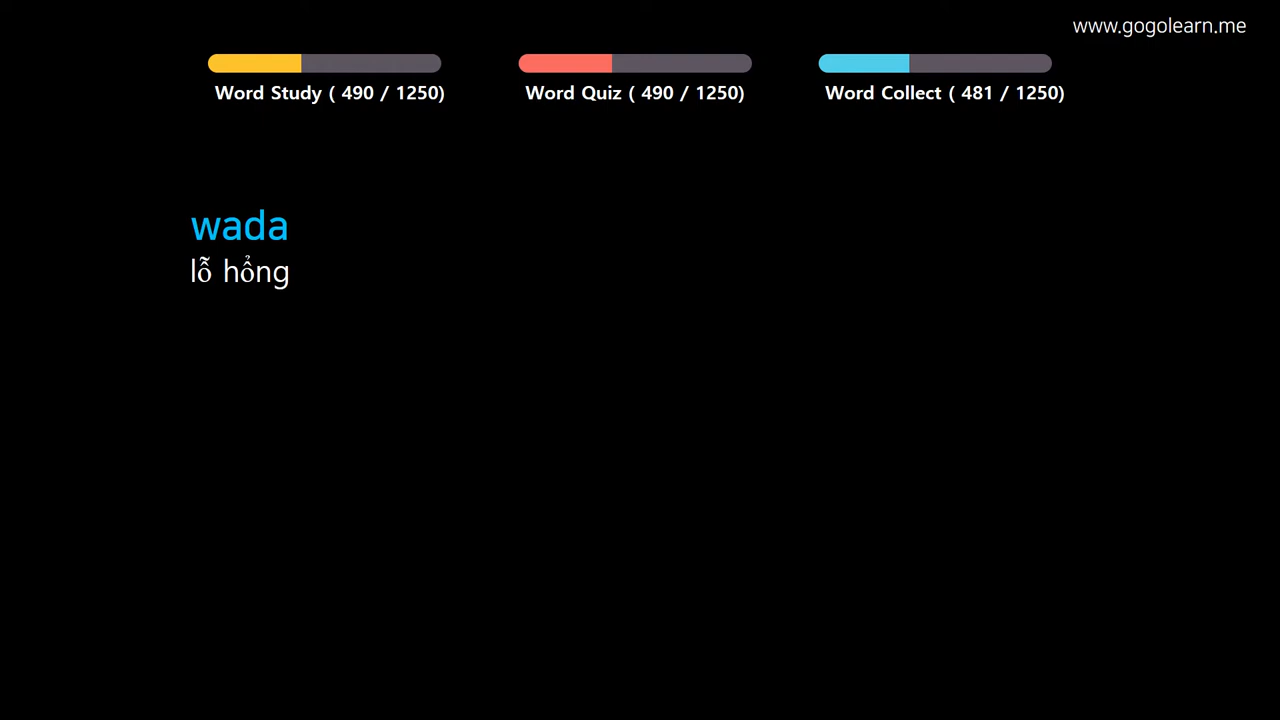 www.gogolearn.me
Word Study ( 490 / 1250)
Word Quiz ( 490 / 1250)
Word Collect ( 481 / 1250)
wada
lỗ hổng